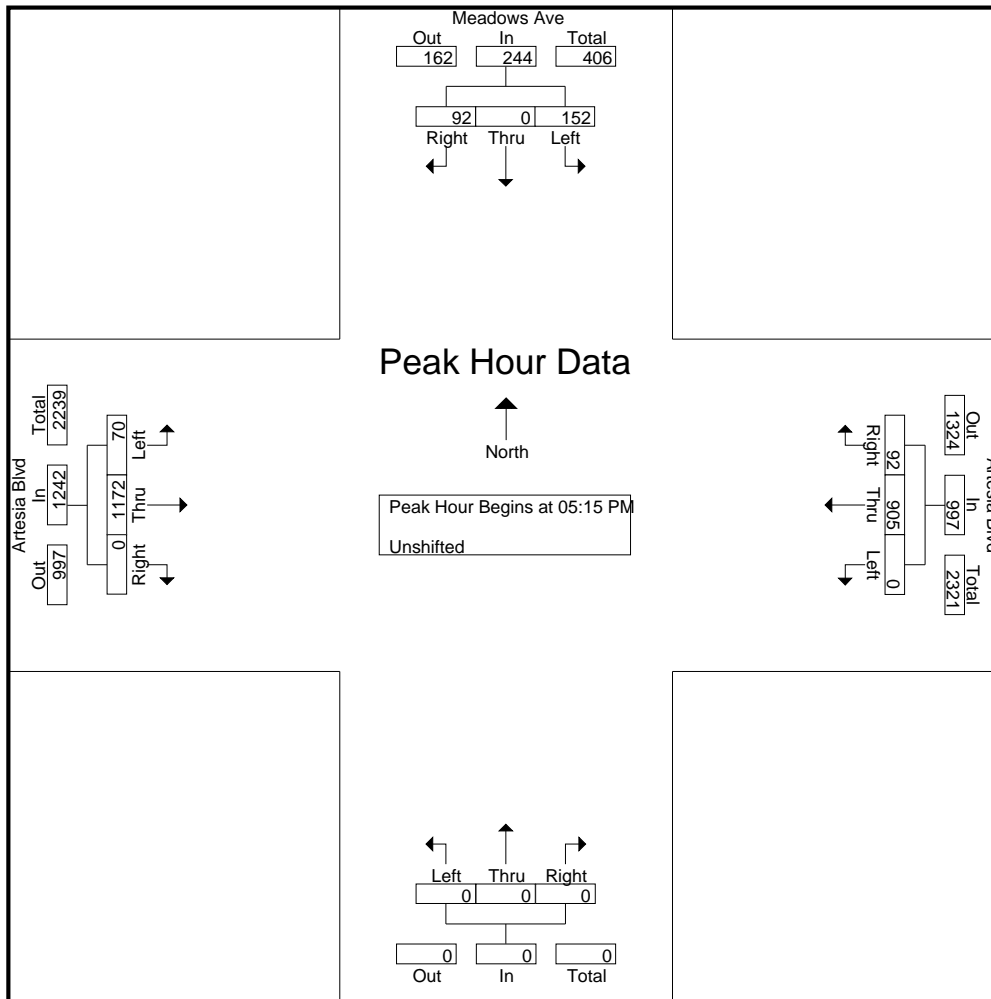 Meadows Ave
Out In Total
162 244 406
92 0 152
Right Thru Left
Peak Hour Data
North
Peak Hour Begins at 05:15 PM
Unshifted
Artesia Blvd
Out In Total
997 1242 2239
Left Thru Right
70 1172 0
Right Thru Left
92 905 0
Out In Total
1324 997 2321
Artesia Blvd
Left Thru Right
0 0 0
0 0 0
Out In Total